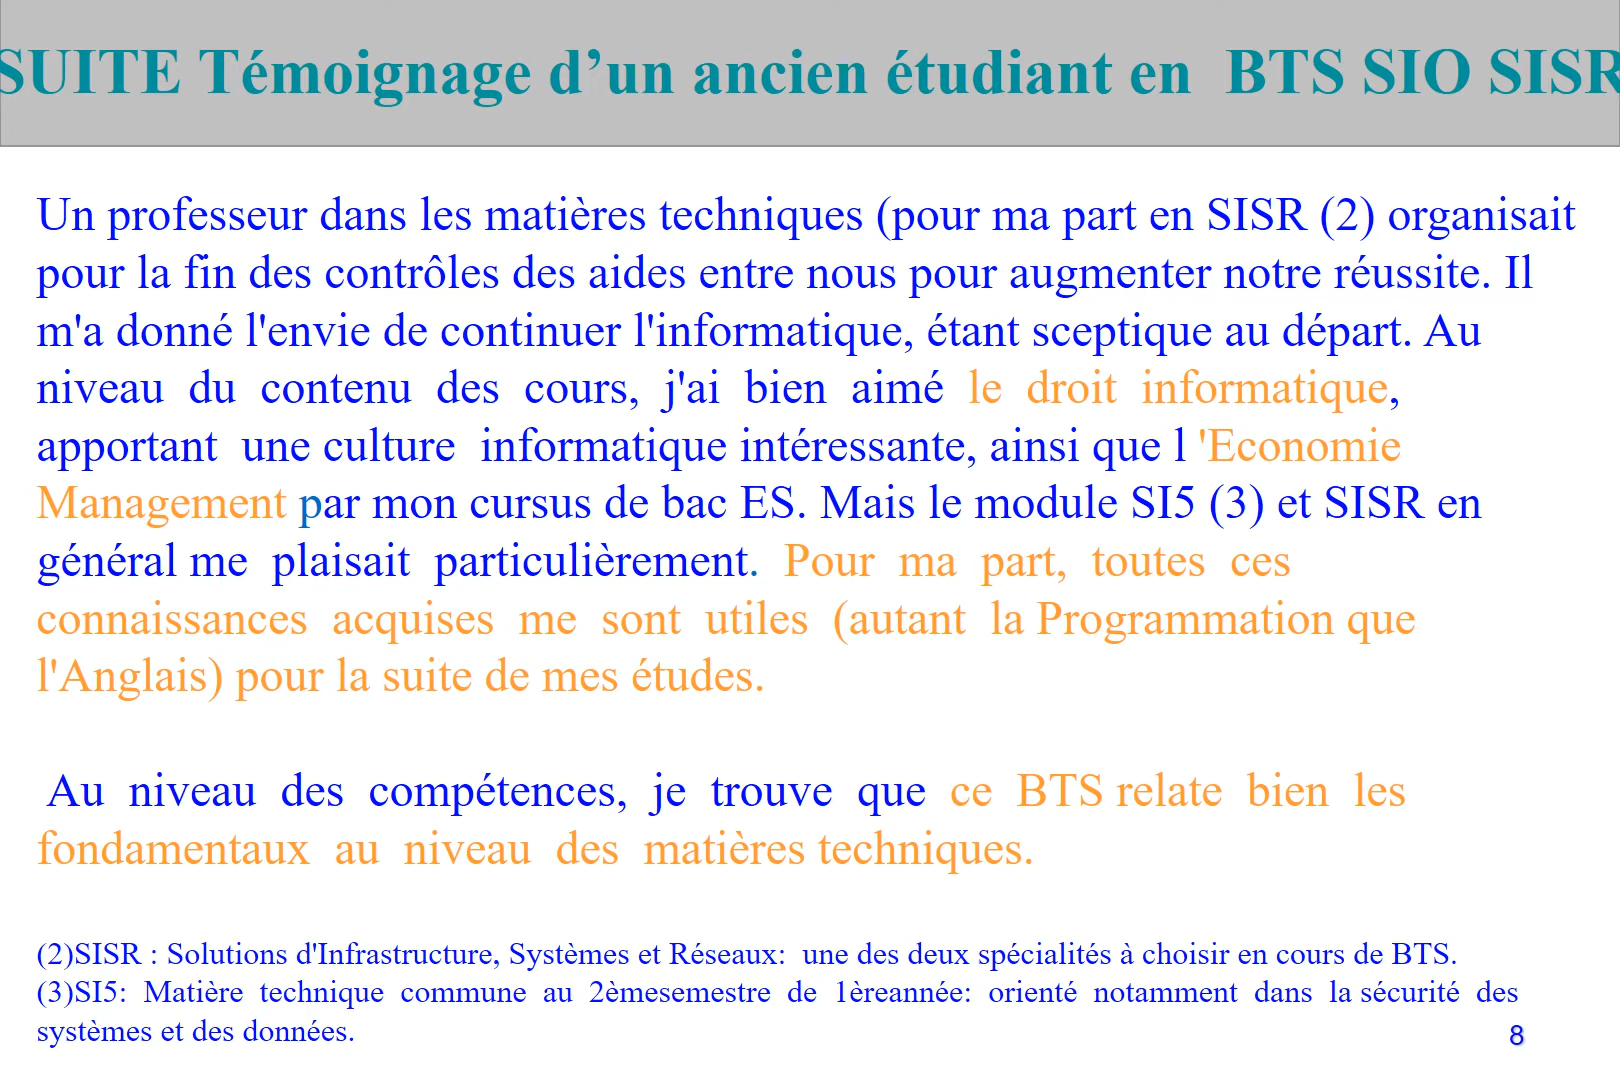 SUITE Témoignage d’un ancien étudiant en BTS SIO SISR
Un professeur dans les matières techniques (pour ma part en SISR (2) organisait
pour la fin des contrôles des aides entre nous pour augmenter notre réussite. Il
m'a donné l'envie de continuer l'informatique, étant sceptique au départ. Au
niveau du contenu des cours, j'ai bien aimé le droit informatique,
apportant une culture informatique intéressante, ainsi que l 'Economie
Management par mon cursus de bac ES. Mais le module SI5 (3) et SISR en
général me plaisait particulièrement. Pour ma part, toutes ces
connaissances acquises me sont utiles (autant la Programmation que
l'Anglais) pour la suite de mes études.
Au niveau des compétences, je trouve que ce BTS relate bien les
fondamentaux au niveau des matières techniques.
(2)SISR : Solutions d'Infrastructure, Systèmes et Réseaux: une des deux spécialités à choisir en cours de BTS.
(3)SI5: Matière technique commune au 2èmesemestre de 1èreannée: orienté notamment dans la sécurité des
systèmes et des données.
8